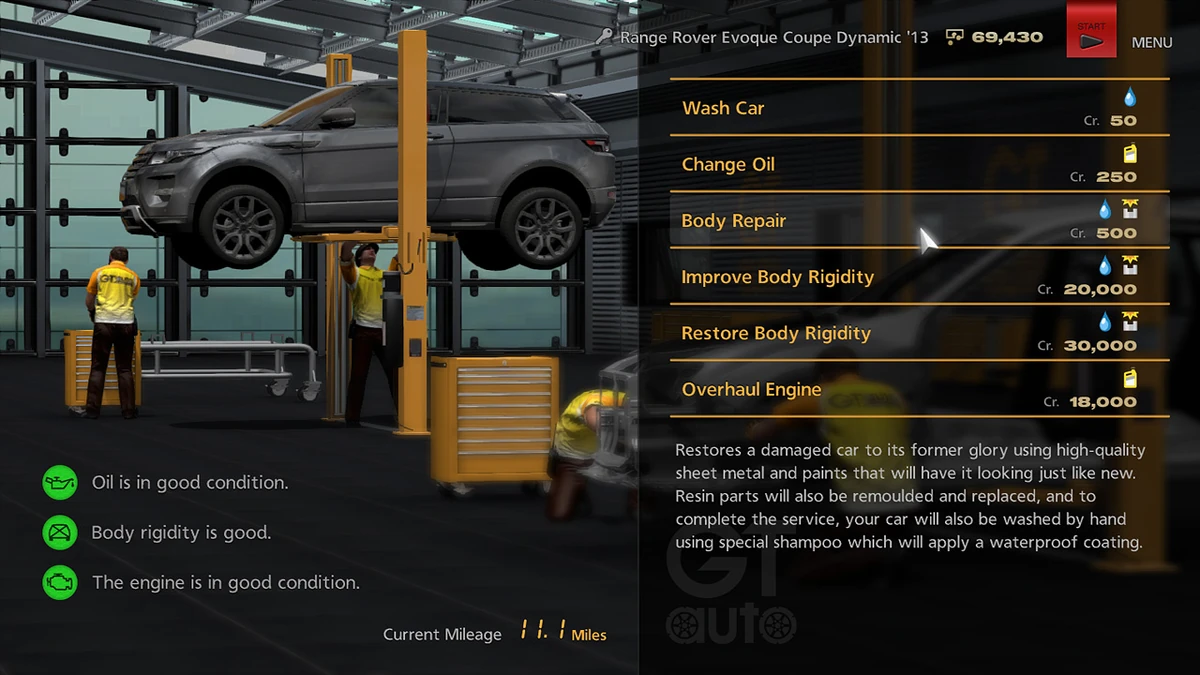 Range Rover Evoque Coupe Dynamic '13 69,430
START
MENU
Wash Car
Cr. 50
Change Oil
Cr. 250
Body Repair
Cr. 500
Improve Body Rigidity
Cr. 20,000
Restore Body Rigidity
Cr. 30,000
Overhaul Engine
Cr. 18,000
Restores a damaged car to its former glory using high-quality
sheet metal and paints that will have it looking just like new.
Resin parts will also be remoulded and replaced, and to
complete the service, your car will also be washed by hand
using special shampoo which will apply a waterproof coating.
GT
auto
Oil is in good condition.
Body rigidity is good.
The engine is in good condition.
Current Mileage 11.1 Miles